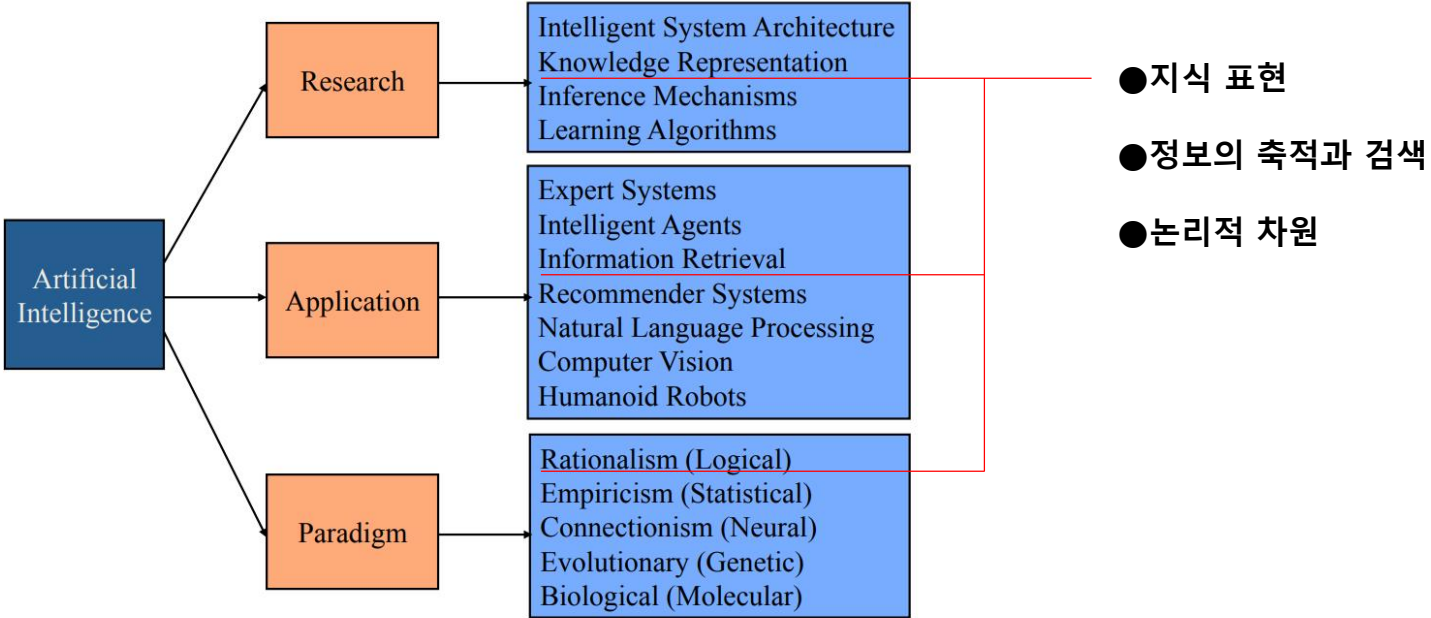 Artificial
Intelligence
Research
Application
Paradigm
Intelligent System Architecture
Knowledge Representation
Inference Mechanisms
Learning Algorithms
Expert Systems
Intelligent Agents
Information Retrieval
Recommender Systems
Natural Language Processing
Computer Vision
Humanoid Robots
Rationalism (Logical)
Empiricism (Statistical)
Connectionism (Neural)
Evolutionary (Genetic)
Biological (Molecular)
●지식 표현
●정보의 축적과 검색
●논리적 차원